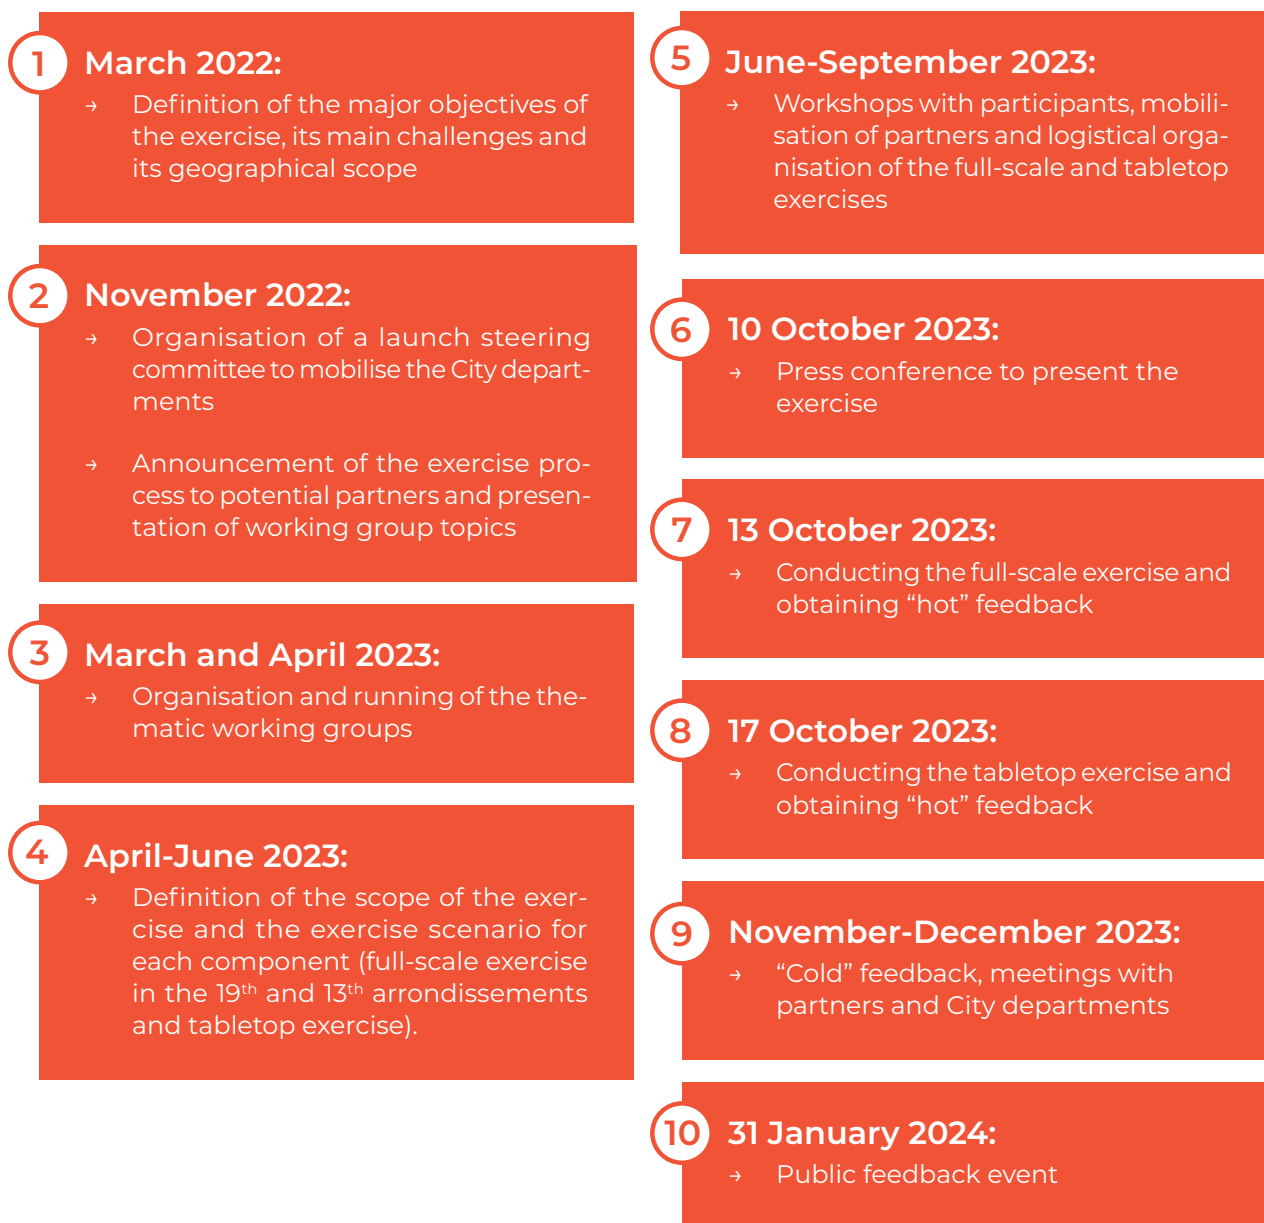 1
March 2022:
→ Definition of the major objectives of
the exercise, its main challenges and
its geographical scope
2
November 2022:
→ Organisation of a launch steering
committee to mobilise the City depart-
ments
→ Announcement of the exercise pro-
cess to potential partners and presen-
tation of working group topics
3
March and April 2023:
→ Organisation and running of the the-
matic working groups
4
April-June 2023:
→ Definition of the scope of the exer-
cise and the exercise scenario for
each component (full-scale exercise
in the 19th and 13th arrondissements
and tabletop exercise).
5
June-September 2023:
→ Workshops with participants, mobili-
sation of partners and logistical orga-
nisation of the full-scale and tabletop
exercises
6
10 October 2023:
→ Press conference to present the
exercise
7
13 October 2023:
→ Conducting the full-scale exercise and
obtaining “hot” feedback
8
17 October 2023:
→ Conducting the tabletop exercise and
obtaining “hot” feedback
9
November-December 2023:
→ “Cold” feedback, meetings with
partners and City departments
10
31 January 2024:
→ Public feedback event